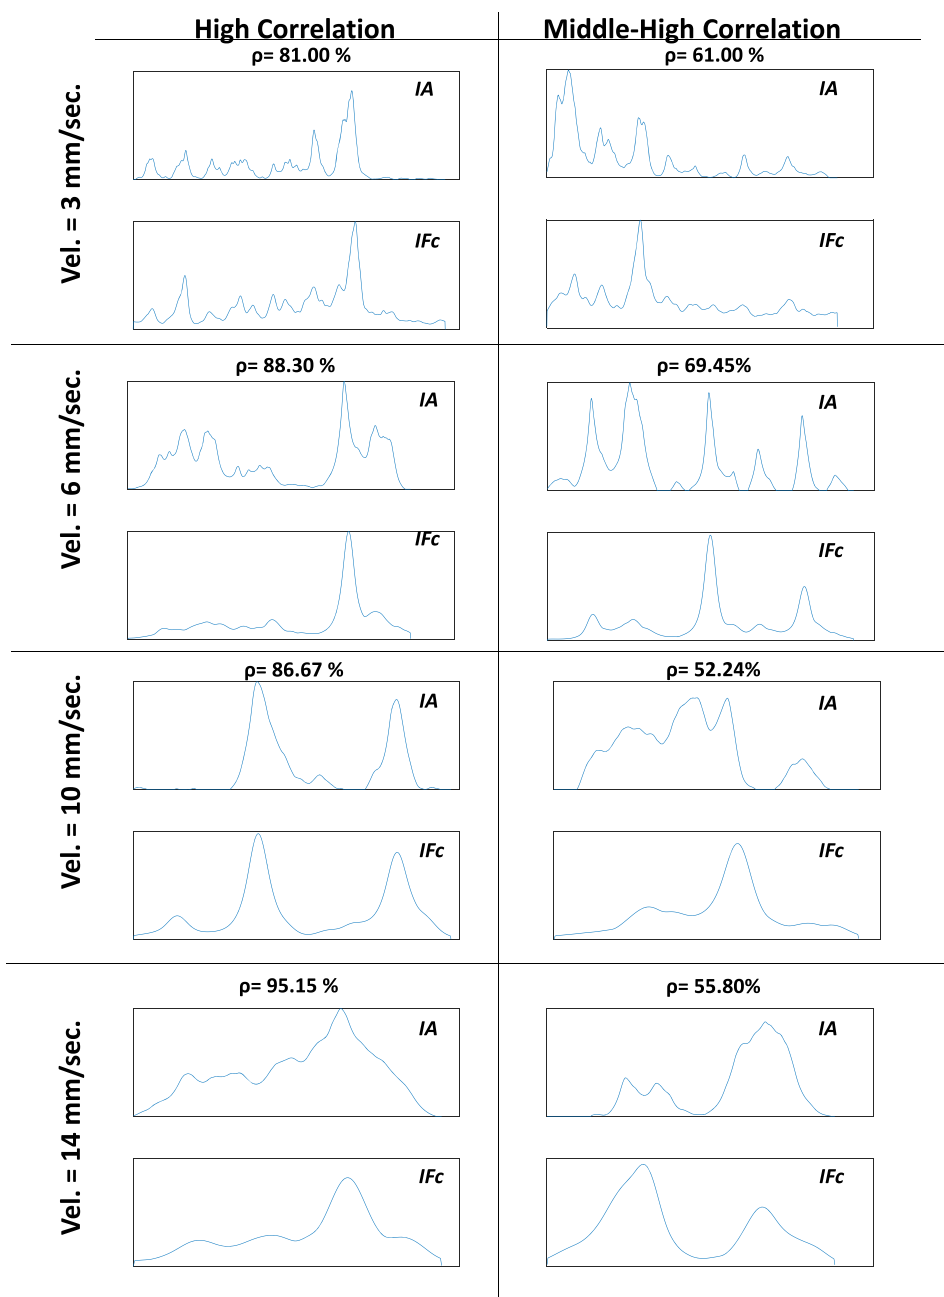 High Correlation
Middle-High Correlation
Vel. = 3 mm/sec.
ρ= 81.00 %
IA
IFc
ρ= 61.00 %
IA
IFc
Vel. = 6 mm/sec.
ρ= 88.30 %
IA
IFc
ρ= 69.45%
IA
IFc
Vel. = 10 mm/sec.
ρ= 86.67 %
IA
IFc
ρ= 52.24%
IA
IFc
Vel. = 14 mm/sec.
ρ= 95.15 %
IA
IFc
ρ= 55.80%
IA
IFc